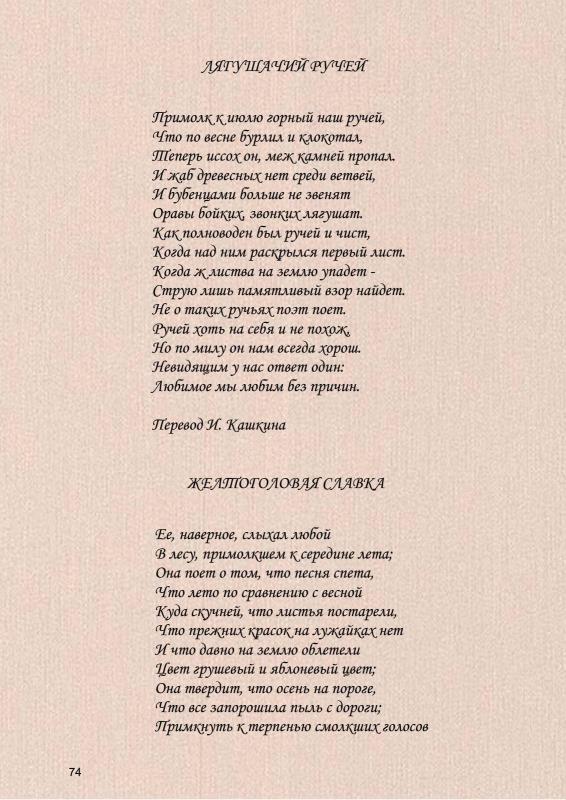 ЛЯГУШАЧИЙ РУЧЕЙ
Примолк к июлю горный наш ручей,
Что по весне бурлил и клокотал,
Теперь иссох он, меж камней пропал.
И жаб древесных нет среди ветвей,
И бубенцами больше не звенят
Оравы бойких, звонких лягушат.
Как полноводен был ручей и чист,
Когда над ним раскрылся первый лист.
Когда ж листва на землю упадет -
Струю лишь памятливый взор найдет.
Не о таких ручьях поэт поет.
Ручей хоть на себя и не похож,
Но по милу он нам всегда хорош.
Невидящим у нас ответ один:
Любимое мы любим без причин.
Перевод И. Кашкина
ЖЕЛТОГОЛОВАЯ СЛАВКА
Ее, наверное, слыхал любой
В лесу, примолкшем к середине лета;
Она поет о том, что песня спета,
Что лето по сравнению с весной
Куда скучней, что листья постарели,
Что прежних красок на лужайках нет
И что давно на землю облетели
Цвет грушевый и яблоневый цвет;
Она твердит, что осень на пороге,
Что все запорошила пыль с дороги;
Примкнуть к терпенью смолкших голосов
74